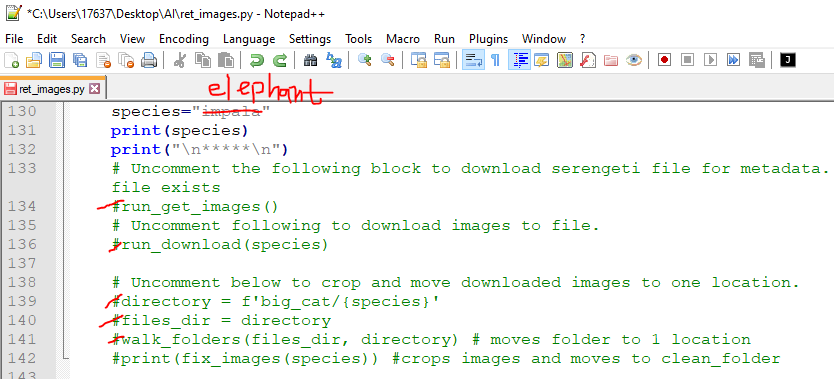 *C:\Users\17637\Desktop\AI\ret_images.py - Notepad++
File Edit Search View Encoding Language Settings Tools Macro Run Plugins Window ?
ret_images.py
elephant
130 species="impala"
131 print(species)
132 print("\n*****\n")
133 # Uncomment the following block to download serengeti file for metadata.
file exists
134 #run_get_images()
135 # Uncomment following to download images to file.
136 #run_download(species)
137
138 # Uncomment below to crop and move downloaded images to one location.
139 #directory = f'big_cat/{species}'
140 #files_dir = directory
141 #walk_folders(files_dir, directory) # moves folder to 1 location
142 #print(fix_images(species)) #crops images and moves to clean_folder
143